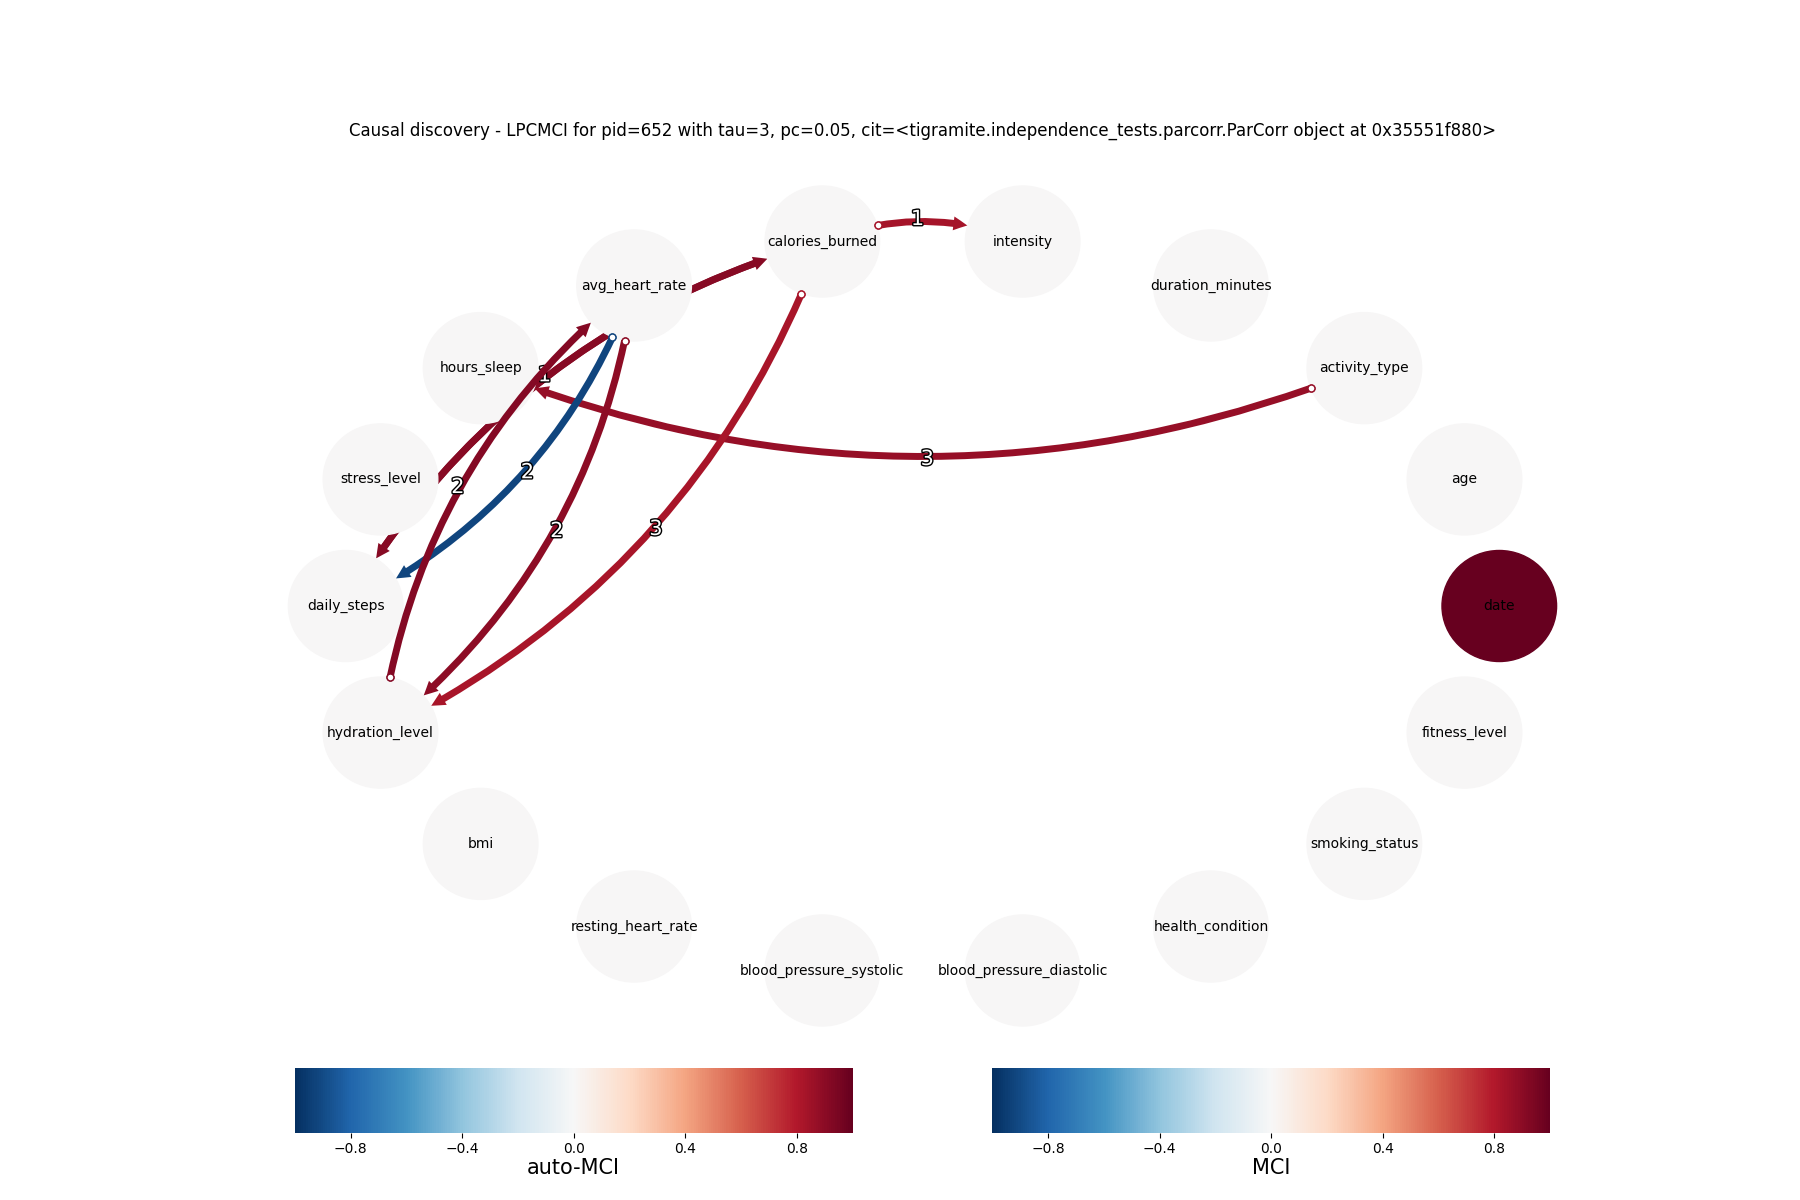 Causal discovery - LPCMCI for pid=652 with tau=3, pc=0.05, cit=<tigramite.independence_tests.parcorr.ParCorr object at 0x35551f880>
1
calories_burned
intensity
avg_heart_rate
duration_minutes
hours_sleep
1
activity_type
3
stress_level
2
2
age
2
3
daily_steps
date
hydration_level
fitness_level
bmi
smoking_status
resting_heart_rate
health_condition
blood_pressure_systolic
blood_pressure_diastolic
−0.8 −0.4 0.0 0.4 0.8
auto-MCI
−0.8 −0.4 0.0 0.4 0.8
MCI